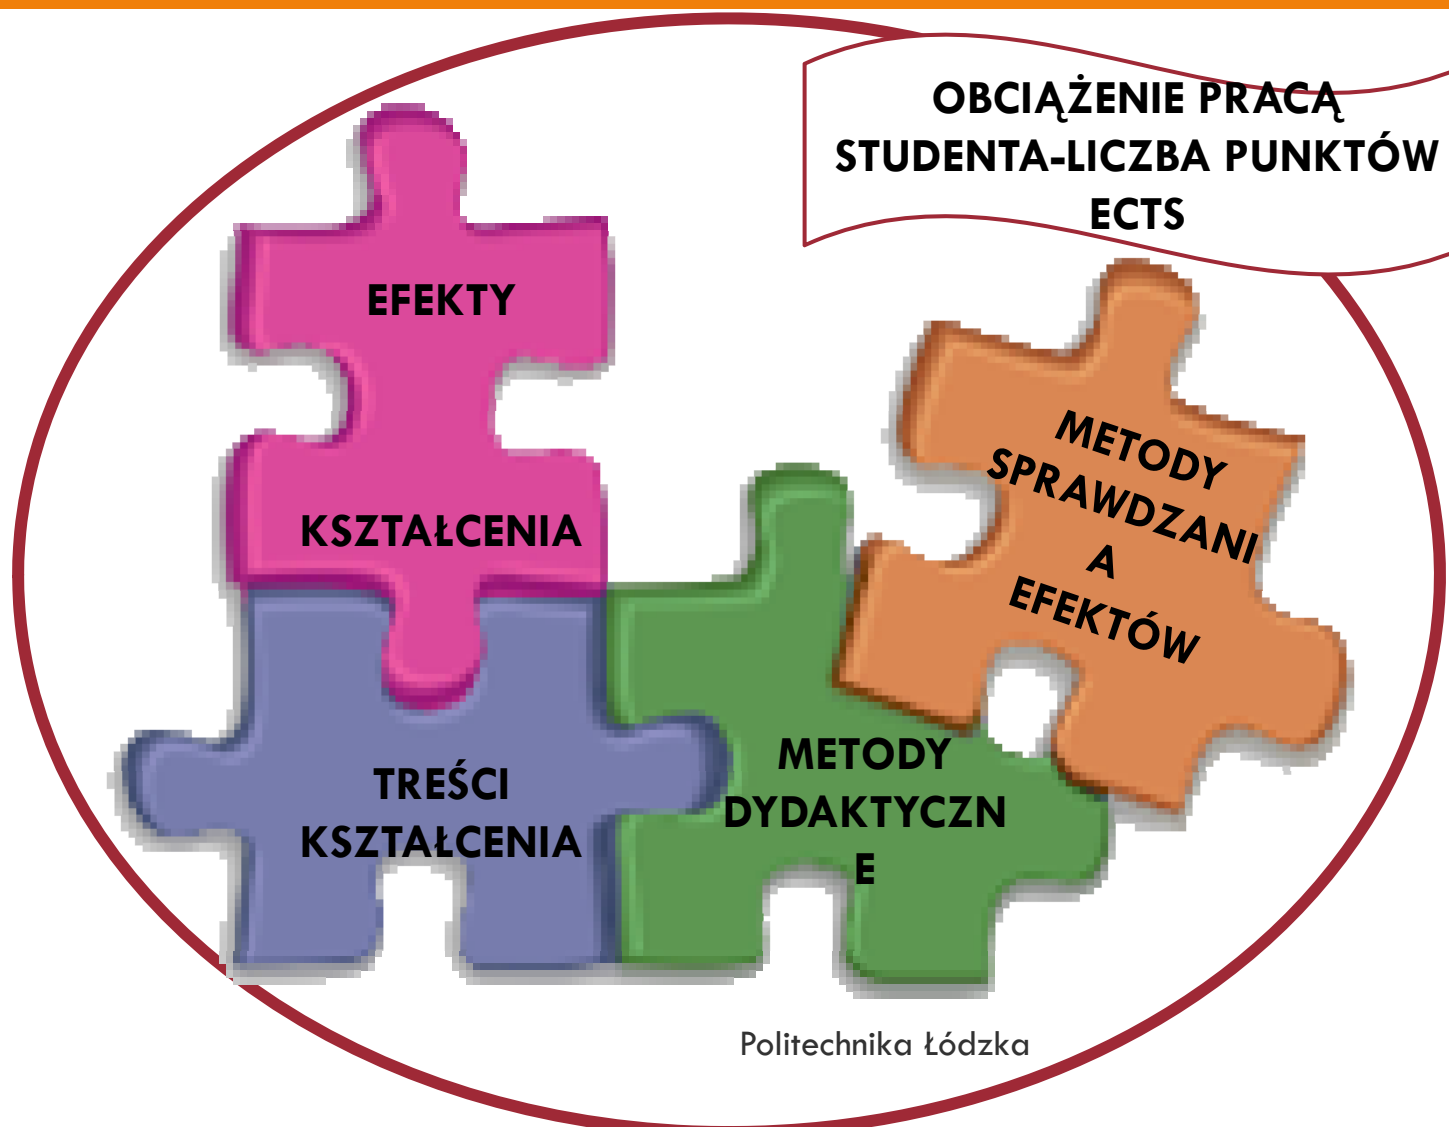 OBCIĄŻENIE PRACĄ
STUDENTA-LICZBA PUNKTÓW
ECTS
EFEKTY
KSZTAŁCENIA
METODY
SPRAWDZANI
A
EFEKTÓW
TREŚCI
KSZTAŁCENIA
METODY
DYDAKTYCZN
E
Politechnika Łódzka